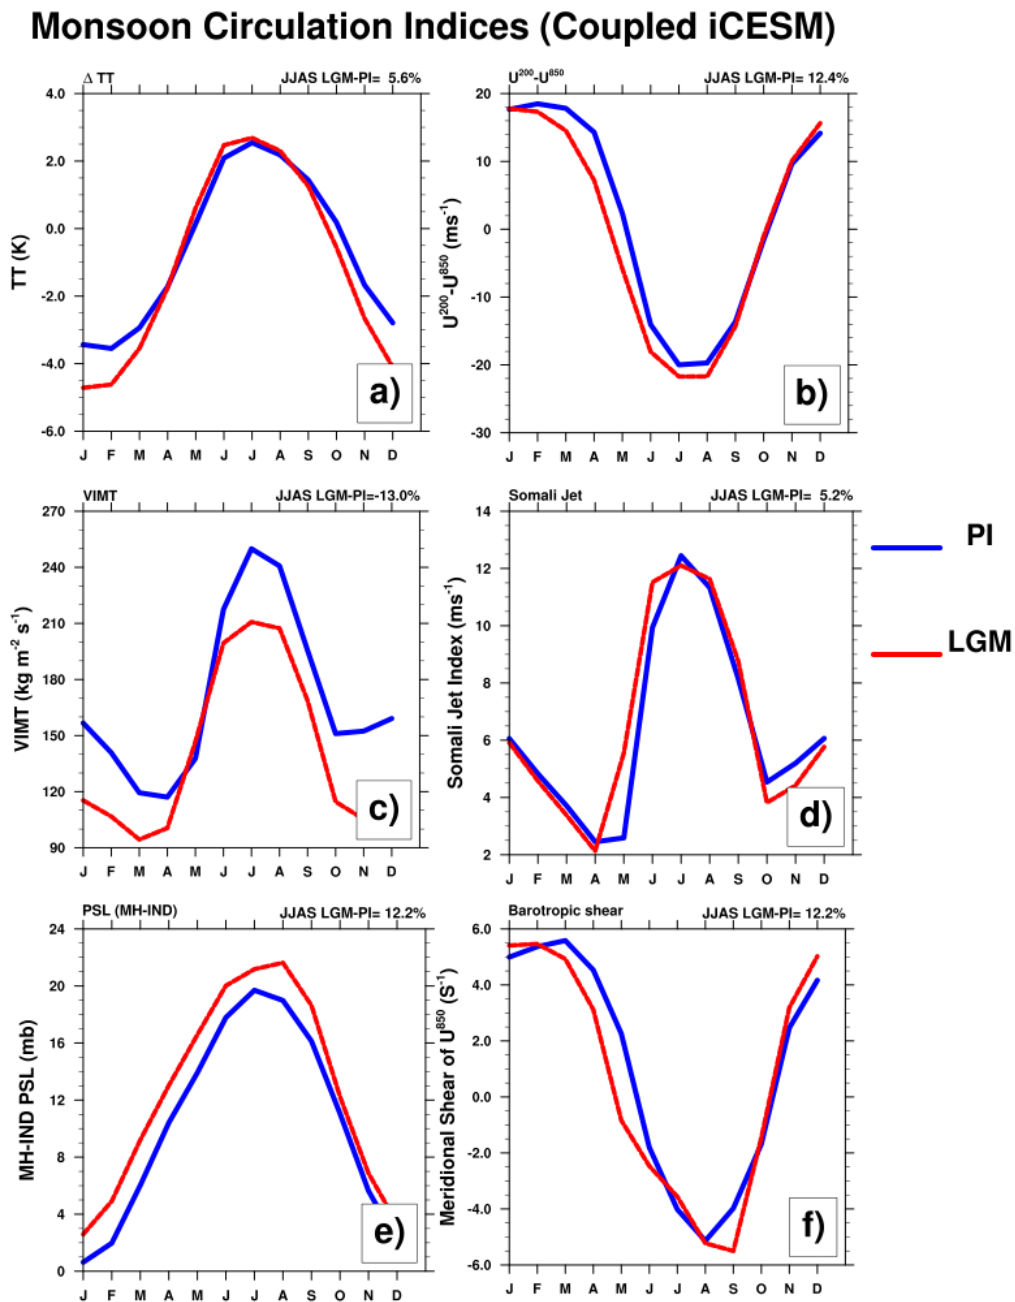 Monsoon Circulation Indices (Coupled iCESM)
Δ TT JJAS LGM-PI= 5.6%
4.0
2.0
0.0
-2.0
-4.0
-6.0
TT (K)
J F M A M J J A S O N D
a)
U²⁰⁰-U⁸⁵⁰ JJAS LGM-PI= 12.4%
20
10
0
-10
-20
-30
U²⁰⁰-U⁸⁵⁰ (ms⁻¹)
J F M A M J J A S O N D
b)
VIMT JJAS LGM-PI=-13.0%
270
240
210
180
150
120
90
VIMT (kg m⁻² s⁻¹)
J F M A M J J A S O N D
c)
Somali Jet JJAS LGM-PI= 5.2%
14
12
10
8
6
4
2
Somali Jet Index (ms⁻¹)
J F M A M J J A S O N D
d)
PI
LGM
PSL (MH-IND) JJAS LGM-PI= 12.2%
24
20
16
12
8
4
0
MH-IND PSL (mb)
J F M A M J J A S O N D
e)
Barotropic shear JJAS LGM-PI= 12.2%
6.0
4.0
2.0
0.0
-2.0
-4.0
-6.0
Meridional Shear of U⁸⁵⁰ (S⁻¹)
J F M A M J J A S O N D
f)